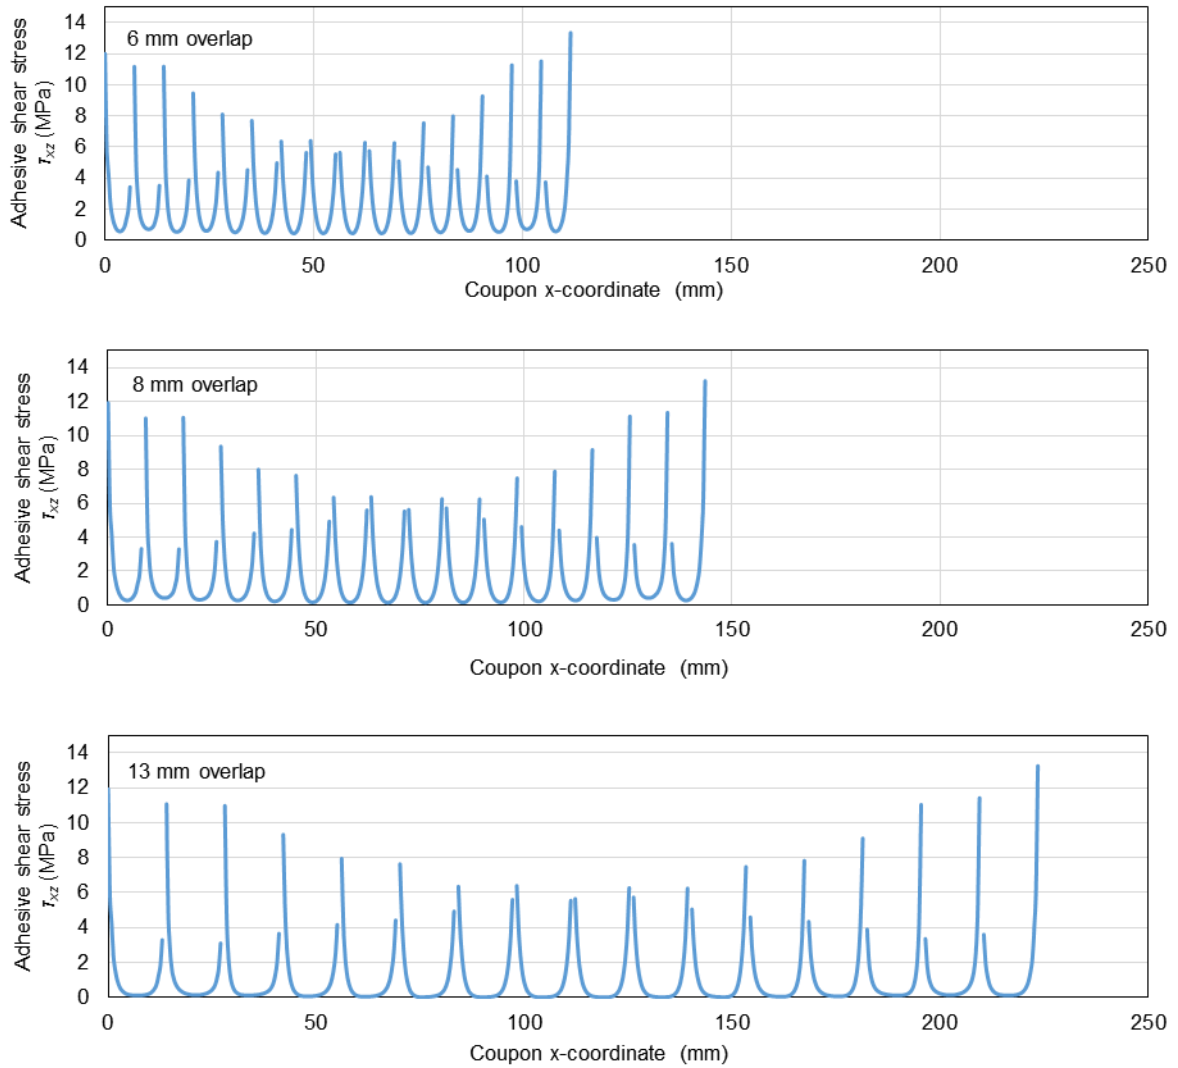 Adhesive shear stress
τxz (MPa)
14
12
10
8
6
4
2
0
6 mm overlap
0 50 100 150 200 250
Coupon x-coordinate (mm)
Adhesive shear stress
τxz (MPa)
14
12
10
8
6
4
2
0
8 mm overlap
0 50 100 150 200 250
Coupon x-coordinate (mm)
Adhesive shear stress
τxz (MPa)
14
12
10
8
6
4
2
0
13 mm overlap
0 50 100 150 200 250
Coupon x-coordinate (mm)